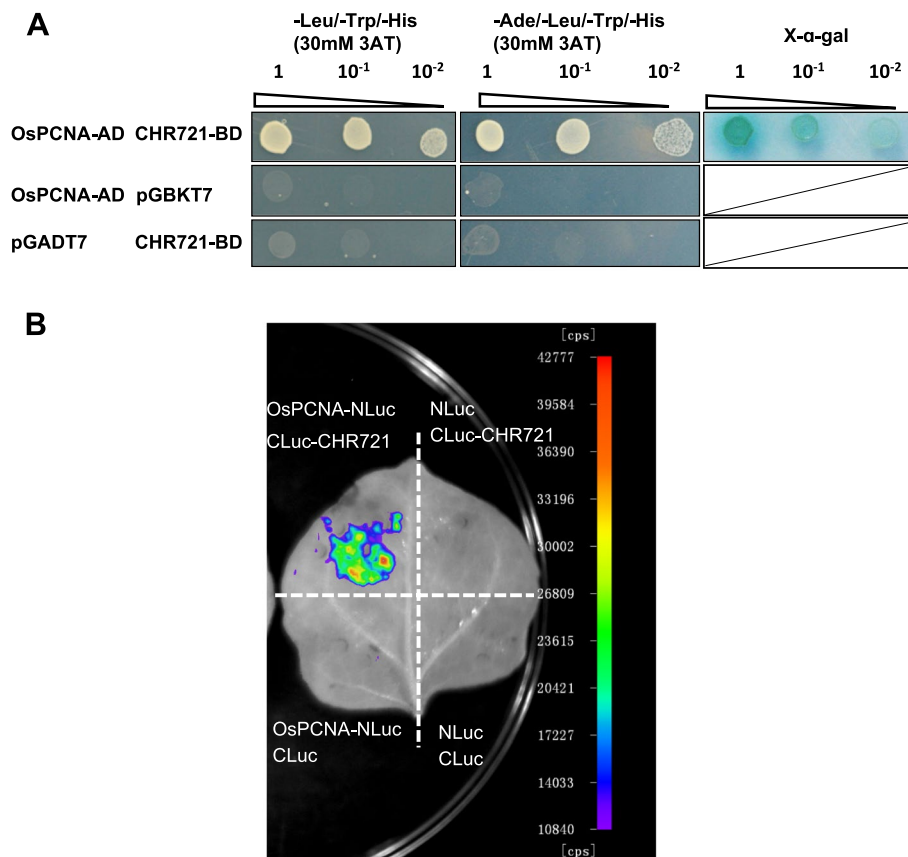 A
-Leu/-Trp/-His
(30mM 3AT)
-Ade/-Leu/-Trp/-His
(30mM 3AT)
X-α-gal
1 10-1 10-2
1 10-1 10-2
1 10-1 10-2
OsPCNA-AD CHR721-BD
OsPCNA-AD pGBKT7
pGADT7 CHR721-BD
B
[cps]
42777
39584
36390
33196
30002
26809
23615
20421
17227
14033
10840
[cps]
OsPCNA-NLuc
CLuc-CHR721
NLuc
CLuc-CHR721
OsPCNA-NLuc
CLuc
NLuc
CLuc